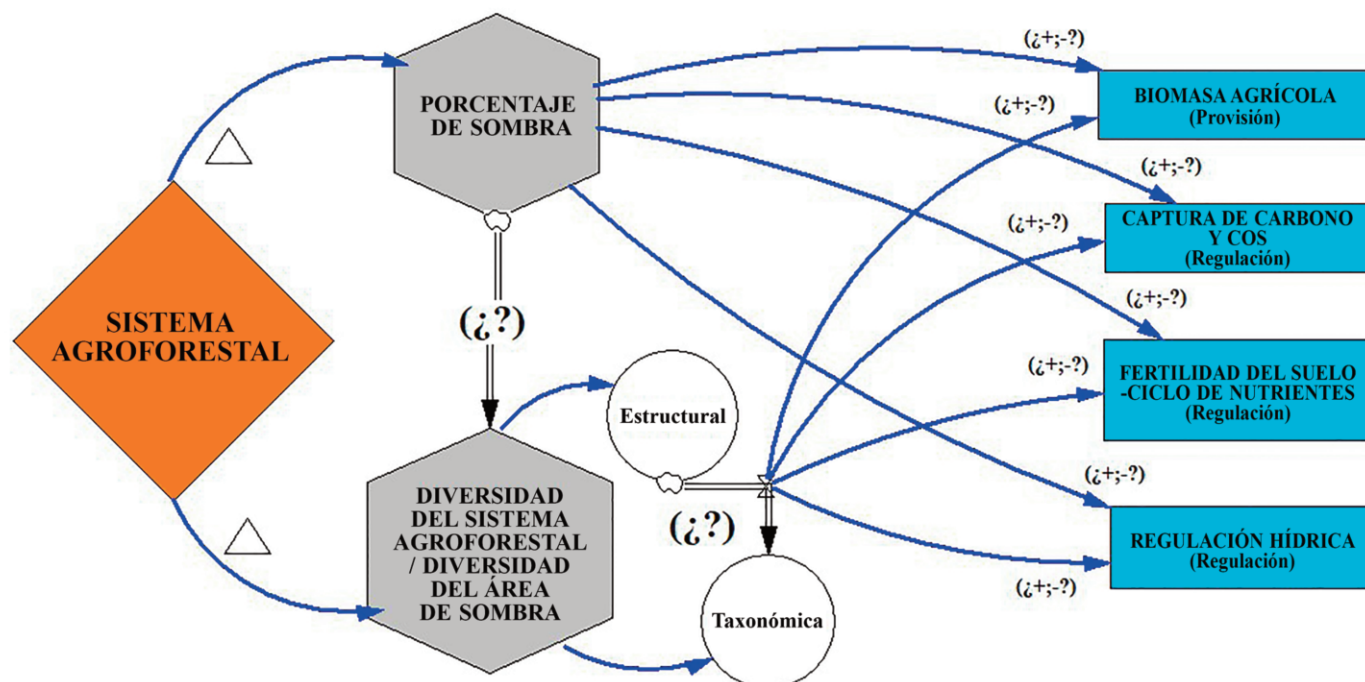 SISTEMA
AGROFORESTAL
PORCENTAJE
DE SOMBRA
(¿?)
DIVERSIDAD
DEL SISTEMA
AGROFORESTAL
/ DIVERSIDAD
DEL ÁREA
DE SOMBRA
Estructural
(¿?)
Taxonómica
(¿+;-?)
(¿+;-?)
BIOMASA AGRÍCOLA
(Provisión)
(¿+;-?)
(¿+;-?)
CAPTURA DE CARBONO
Y COS
(Regulación)
(¿+;-?)
(¿+;-?)
FERTILIDAD DEL SUELO
-CICLO DE NUTRIENTES
(Regulación)
(¿+;-?)
(¿+;-?)
REGULACIÓN HÍDRICA
(Regulación)